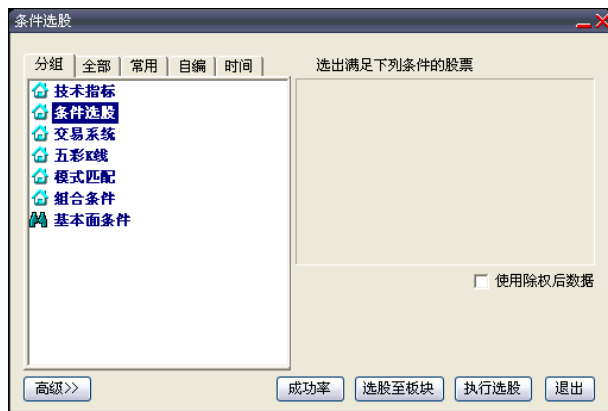 条件选股
分组 全部 常用 自编 时间
选出满足下列条件的股票
技术指标
条件选股
交易系统
五彩K线
模式匹配
组合条件
基本面条件
使用除权后数据
高级>> 成功率 选股至板块 执行选股 退出